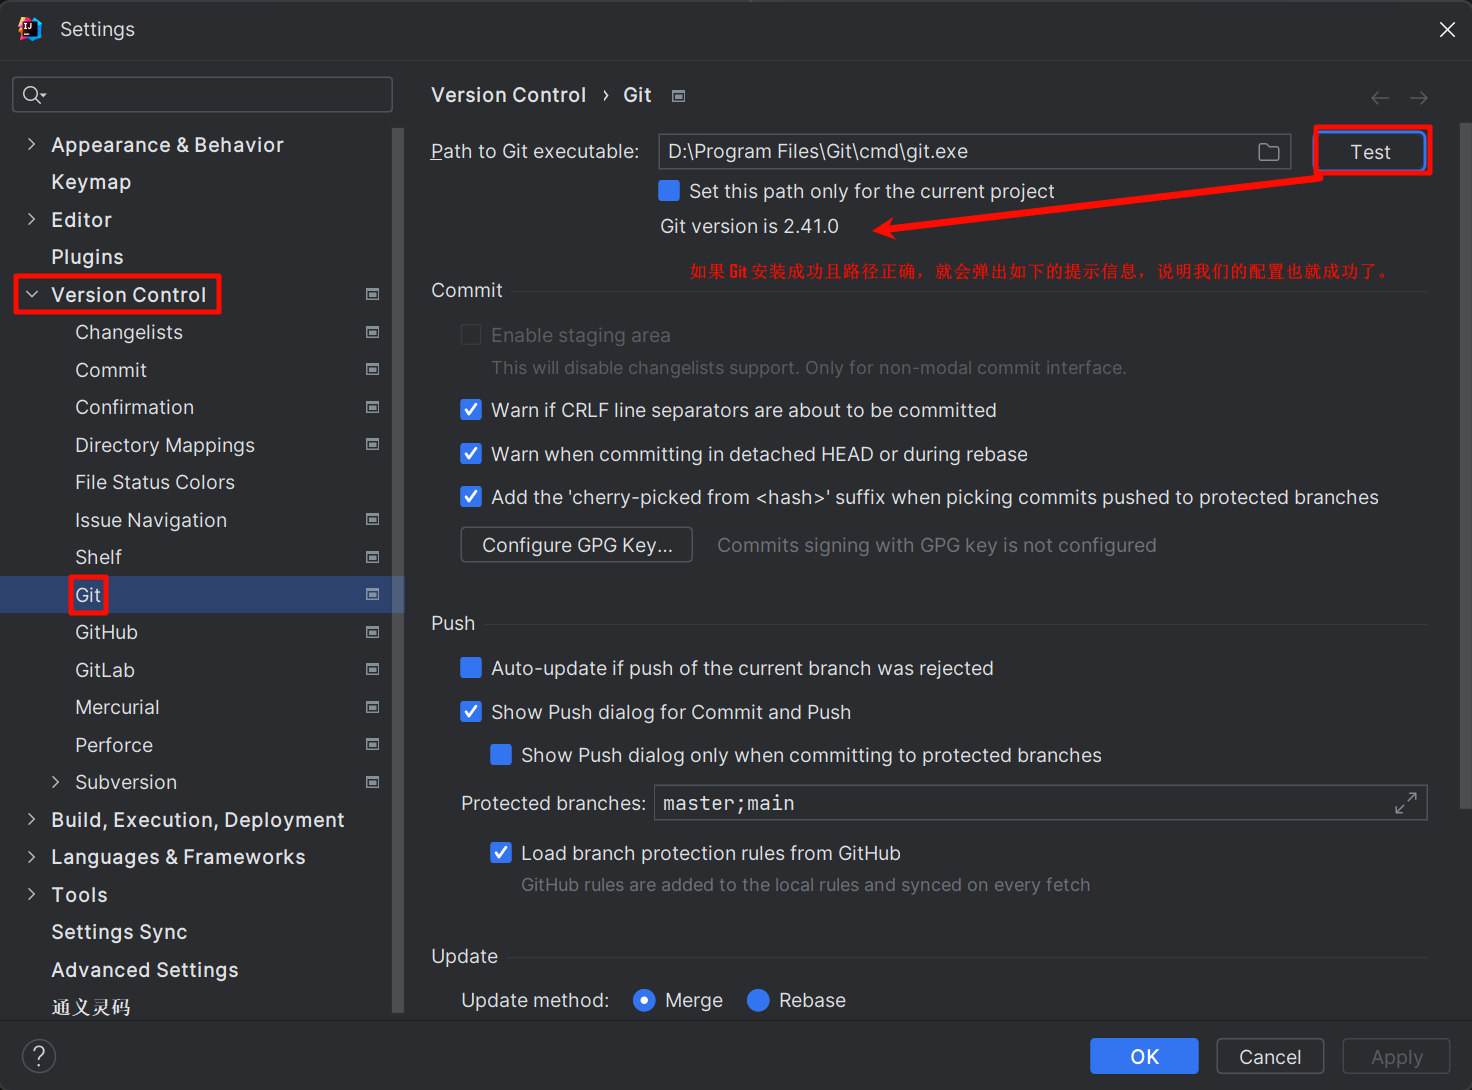 Settings
Appearance & Behavior
Keymap
Editor
Plugins
Version Control
Changelists
Commit
Confirmation
Directory Mappings
File Status Colors
Issue Navigation
Shelf
Git
GitHub
GitLab
Mercurial
Perforce
Subversion
Build, Execution, Deployment
Languages & Frameworks
Tools
Settings Sync
Advanced Settings
通义灵码
Version Control › Git
Path to Git executable: D:\Program Files\Git\cmd\git.exe Test
Set this path only for the current project
Git version is 2.41.0
如果 Git 安装成功且路径正确，就会弹出如下的提示信息，说明我们的配置也就成功了。
Commit
Enable staging area
This will disable changelists support. Only for non-modal commit interface.
Warn if CRLF line separators are about to be committed
Warn when committing in detached HEAD or during rebase
Add the 'cherry-picked from <hash>' suffix when picking commits pushed to protected branches
Configure GPG Key... Commits signing with GPG key is not configured
Push
Auto-update if push of the current branch was rejected
Show Push dialog for Commit and Push
Show Push dialog only when committing to protected branches
Protected branches: master;main
Load branch protection rules from GitHub
GitHub rules are added to the local rules and synced on every fetch
Update
Update method: Merge Rebase
? OK Cancel Apply